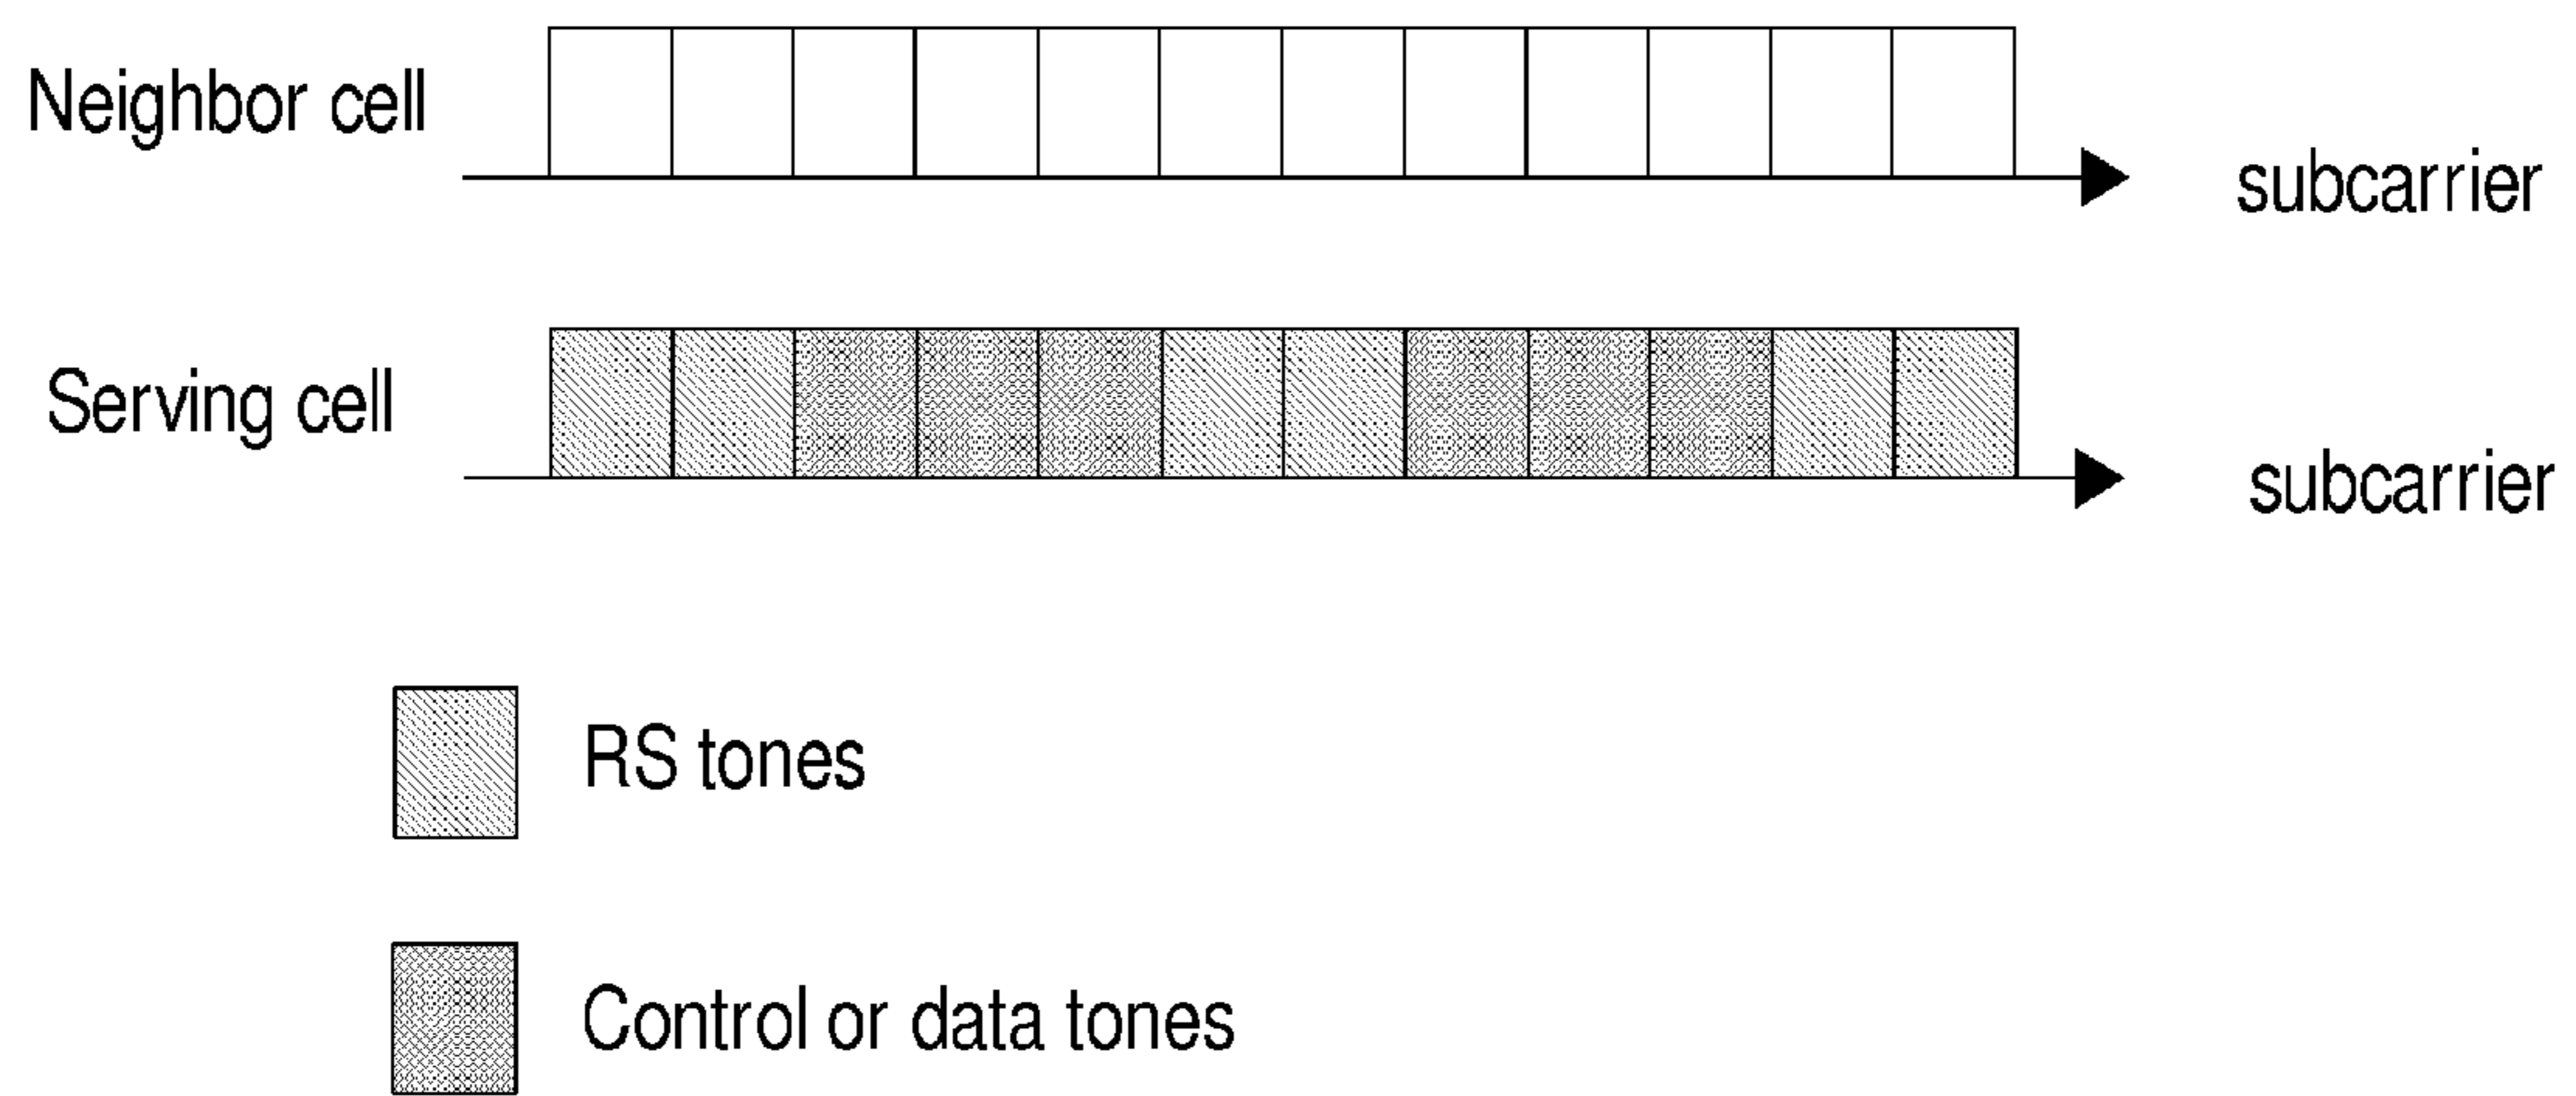 Neighbor cell
subcarrier
Serving cell
subcarrier
RS tones
Control or data tones